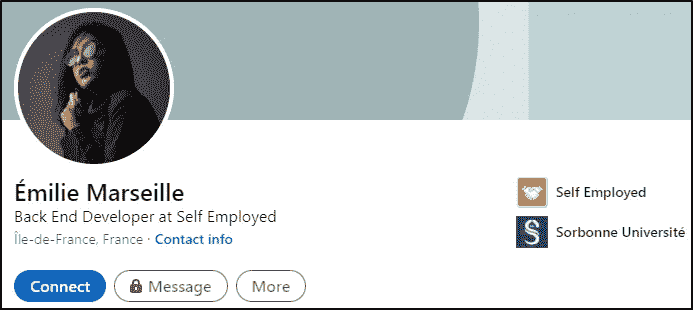 Émilie Marseille
Back End Developer at Self Employed
Île-de-France, France · Contact info
Connect
Message
More
Self Employed
S
Sorbonne Université